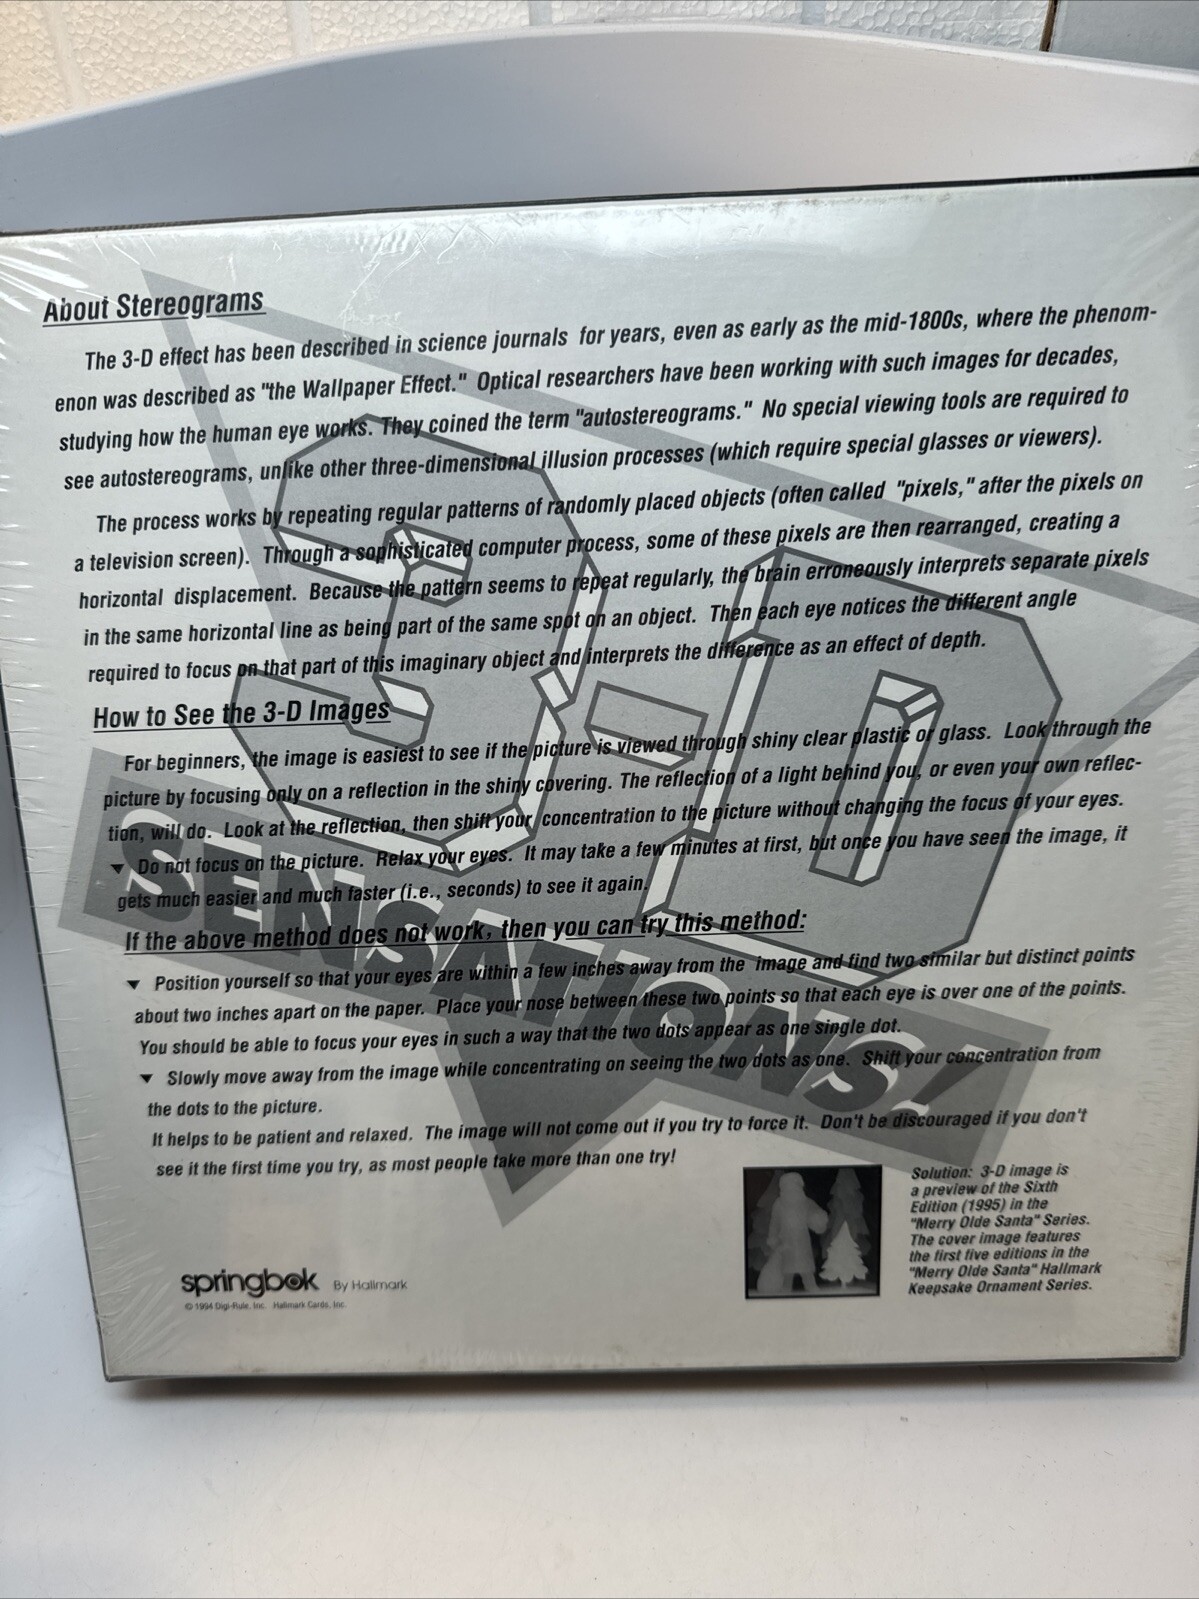 About Stereograms
The 3-D effect has been described in science journals for years, even as early as the mid-1800s, where the phenom-
enon was described as "the Wallpaper Effect." Optical researchers have been working with such images for decades,
studying how the human eye works. They coined the term "autostereograms." No special viewing tools are required to
see autostereograms, unlike other three-dimensional illusion processes (which require special glasses or viewers).
The process works by repeating regular patterns of randomly placed objects (often called "pixels," after the pixels on
a television screen). Through a sophisticated computer process, some of these pixels are then rearranged, creating a
horizontal displacement. Because the pattern seems to repeat regularly, the brain erroneously interprets separate pixels
in the same horizontal line as being part of the same spot on an object. Then each eye notices the different angle
required to focus on that part of this imaginary object and interprets the difference as an effect of depth.
How to See the 3-D Images
For beginners, the image is easiest to see if the picture is viewed through shiny clear plastic or glass. Look through the
picture by focusing only on a reflection in the shiny covering. The reflection of a light behind you, or even your own reflec-
tion, will do. Look at the reflection, then shift your concentration to the picture without changing the focus of your eyes.
▼ Do not focus on the picture. Relax your eyes. It may take a few minutes at first, but once you have seen the image, it
gets much easier and much faster (i.e., seconds) to see it again.
If the above method does not work, then you can try this method:
▼ Position yourself so that your eyes are within a few inches away from the image and find two similar but distinct points
about two inches apart on the paper. Place your nose between these two points so that each eye is over one of the points.
You should be able to focus your eyes in such a way that the two dots appear as one single dot.
▼ Slowly move away from the image while concentrating on seeing the two dots as one. Shift your concentration from
the dots to the picture.
It helps to be patient and relaxed. The image will not come out if you try to force it. Don't be discouraged if you don't
see it the first time you try, as most people take more than one try!
3-D
SENSATIONS!
Solution: 3-D image is
a preview of the Sixth
Edition (1995) in the
"Merry Olde Santa" Series.
The cover image features
the first five editions in the
"Merry Olde Santa" Hallmark
Keepsake Ornament Series.
springbok By Hallmark
© 1994 Digi-Rule, Inc. Hallmark Cards, Inc.